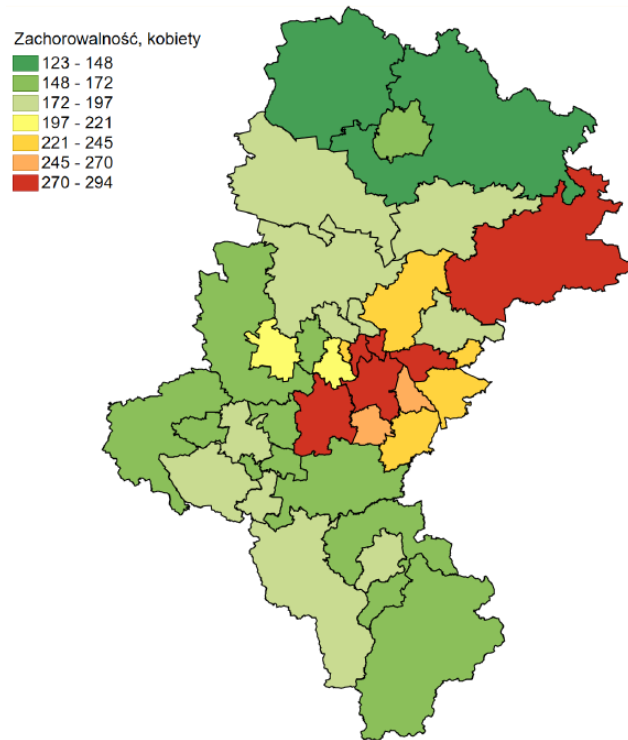 Zachorowalność, kobiety
123 - 148
148 - 172
172 - 197
197 - 221
221 - 245
245 - 270
270 - 294